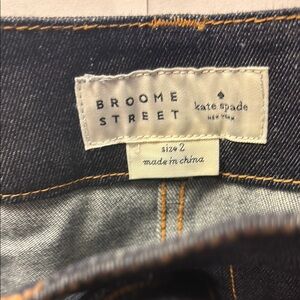 BROOME
STREET
kate spade
NEW YORK
size 2
made in china